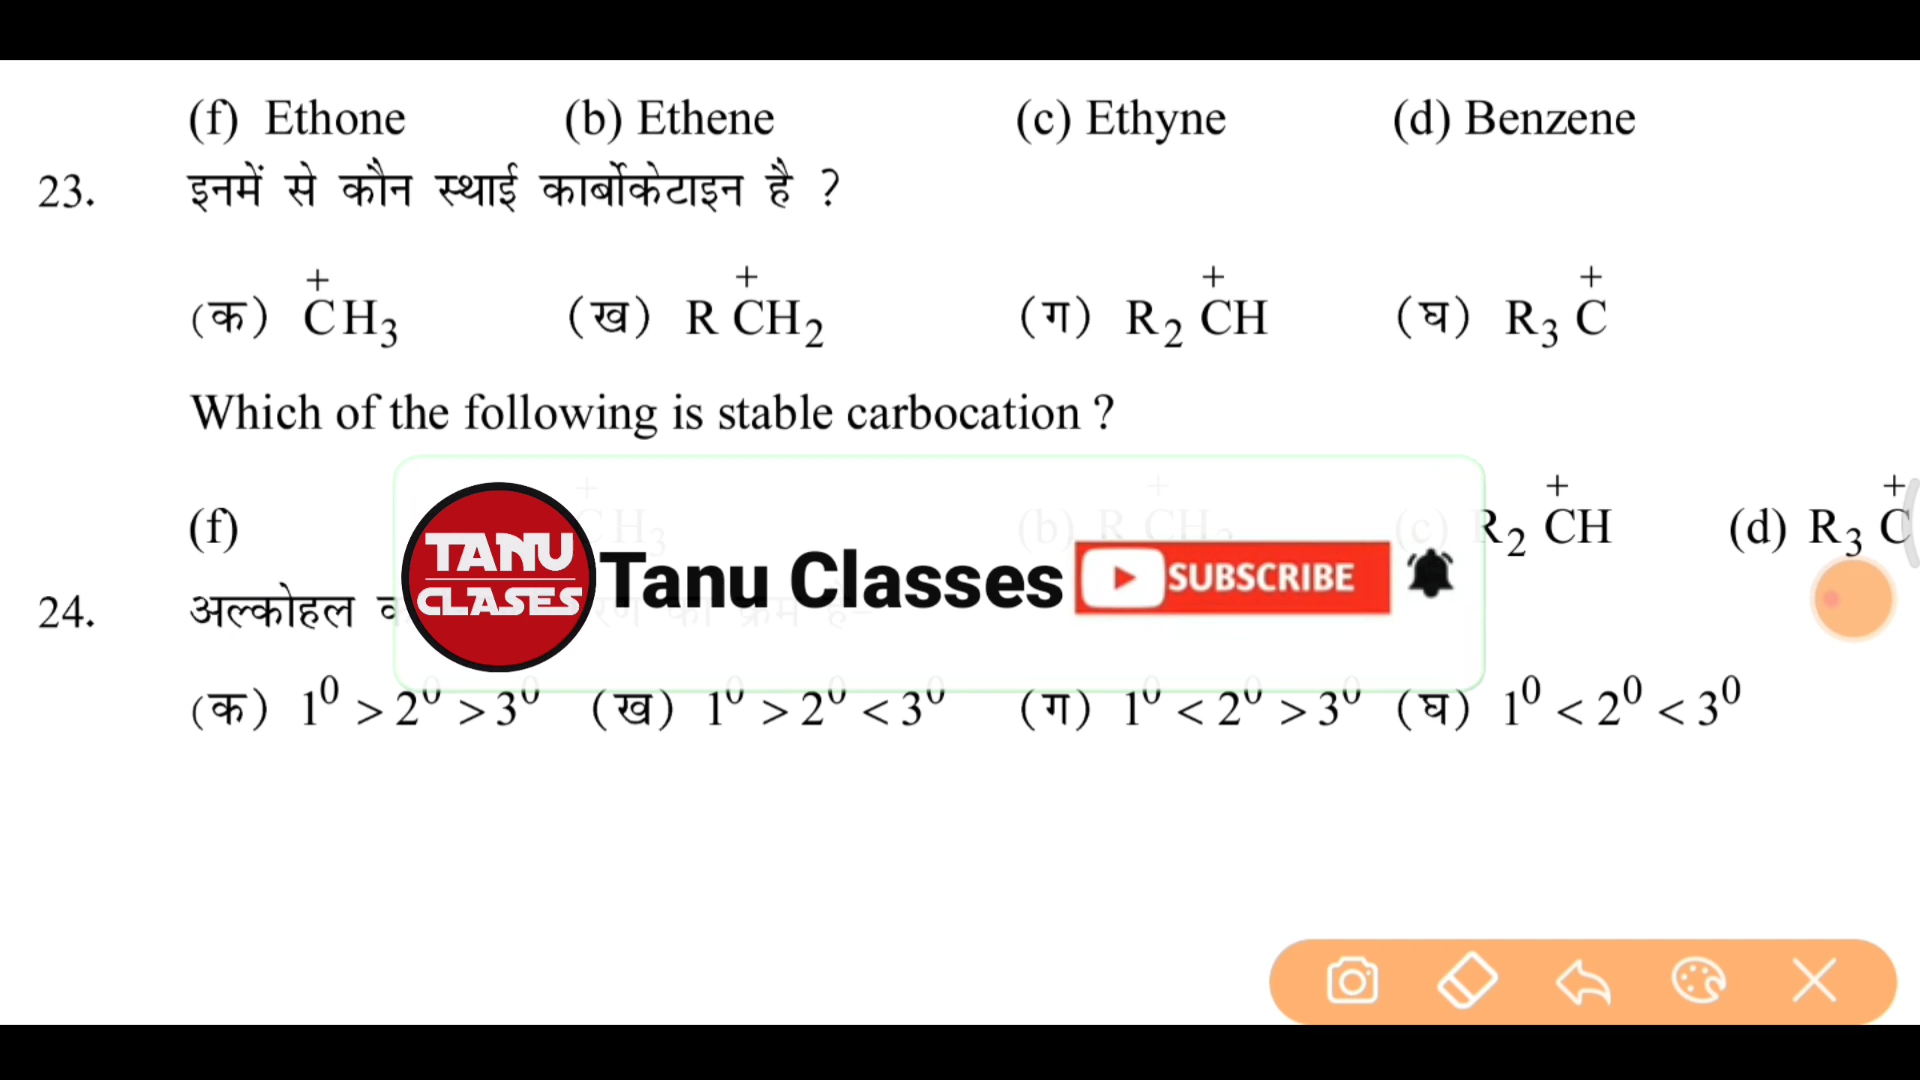 (f) Ethone (b) Ethene (c) Ethyne (d) Benzene
23. इनमें से कौन स्थाई कार्बोकेटाइन है ?
(क) C⁺H₃ (ख) R C⁺H₂ (ग) R₂ C⁺H (घ) R₃ C⁺
Which of the following is stable carbocation ?
(f) C⁺H₃ (b) R C⁺H₂ (c) R₂ C⁺H (d) R₃ C⁺
TANU
CLASES
Tanu Classes
SUBSCRIBE
24. अल्कोहल
(क) 1⁰ > 2⁰ > 3⁰ (ख) 1⁰ > 2⁰ < 3⁰ (ग) 1⁰ < 2⁰ > 3⁰ (घ) 1⁰ < 2⁰ < 3⁰